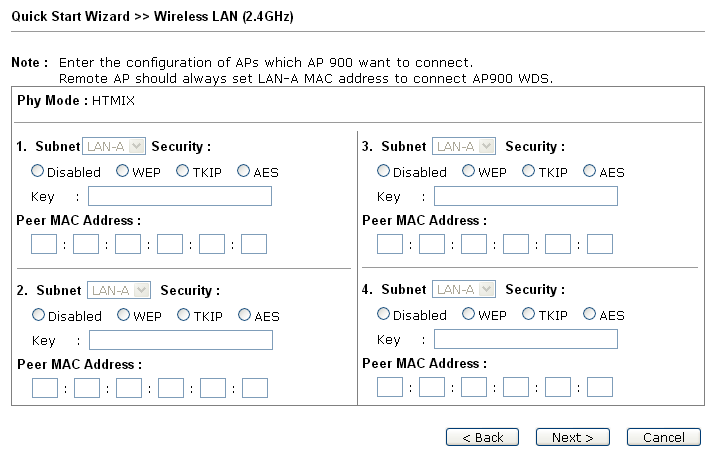 Quick Start Wizard >> Wireless LAN (2.4GHz)
Note : Enter the configuration of APs which AP 900 want to connect.
Remote AP should always set LAN-A MAC address to connect AP900 WDS.
Phy Mode : HTMIX
1. Subnet LAN-A Security :
Disabled WEP TKIP AES
Key :
Peer MAC Address :
: : : : :
2. Subnet LAN-A Security :
Disabled WEP TKIP AES
Key :
Peer MAC Address :
: : : : :
3. Subnet LAN-A Security :
Disabled WEP TKIP AES
Key :
Peer MAC Address :
: : : : :
4. Subnet LAN-A Security :
Disabled WEP TKIP AES
Key :
Peer MAC Address :
: : : : :
< Back Next > Cancel